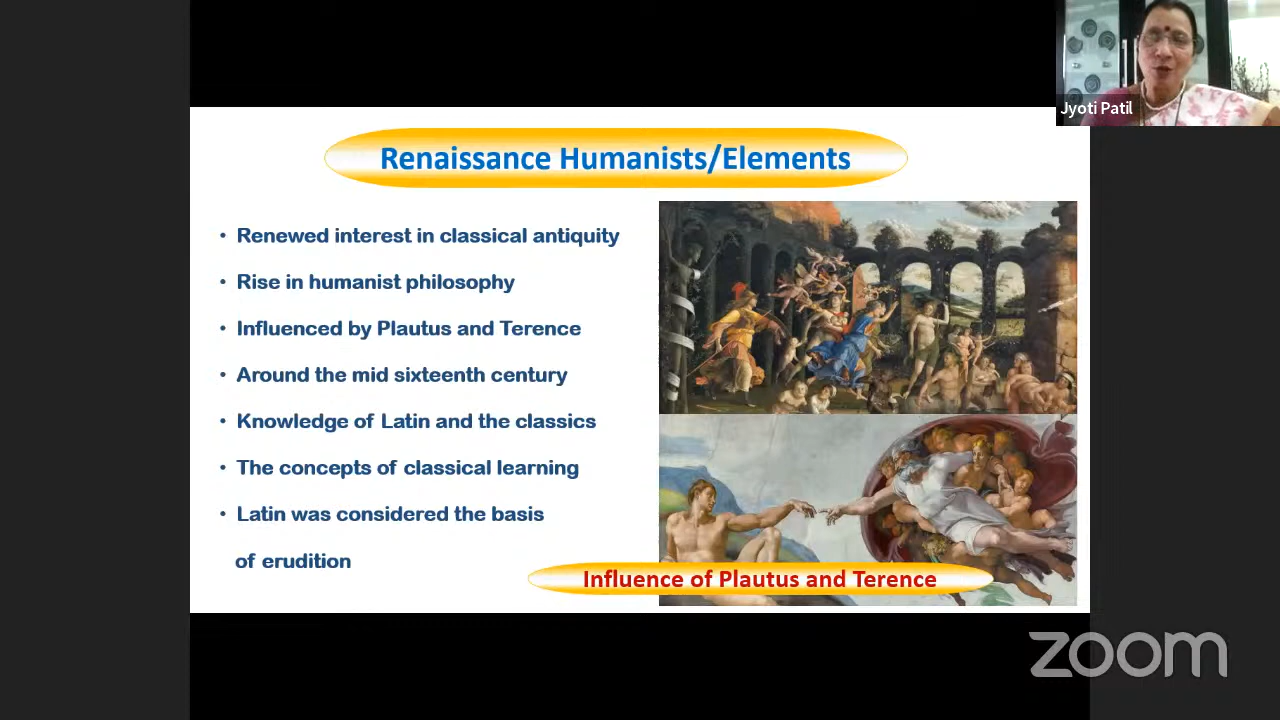 Jyoti Patil
Renaissance Humanists/Elements
• Renewed interest in classical antiquity
• Rise in humanist philosophy
• Influenced by Plautus and Terence
• Around the mid sixteenth century
• Knowledge of Latin and the classics
• The concepts of classical learning
• Latin was considered the basis
of erudition
Influence of Plautus and Terence
zoom